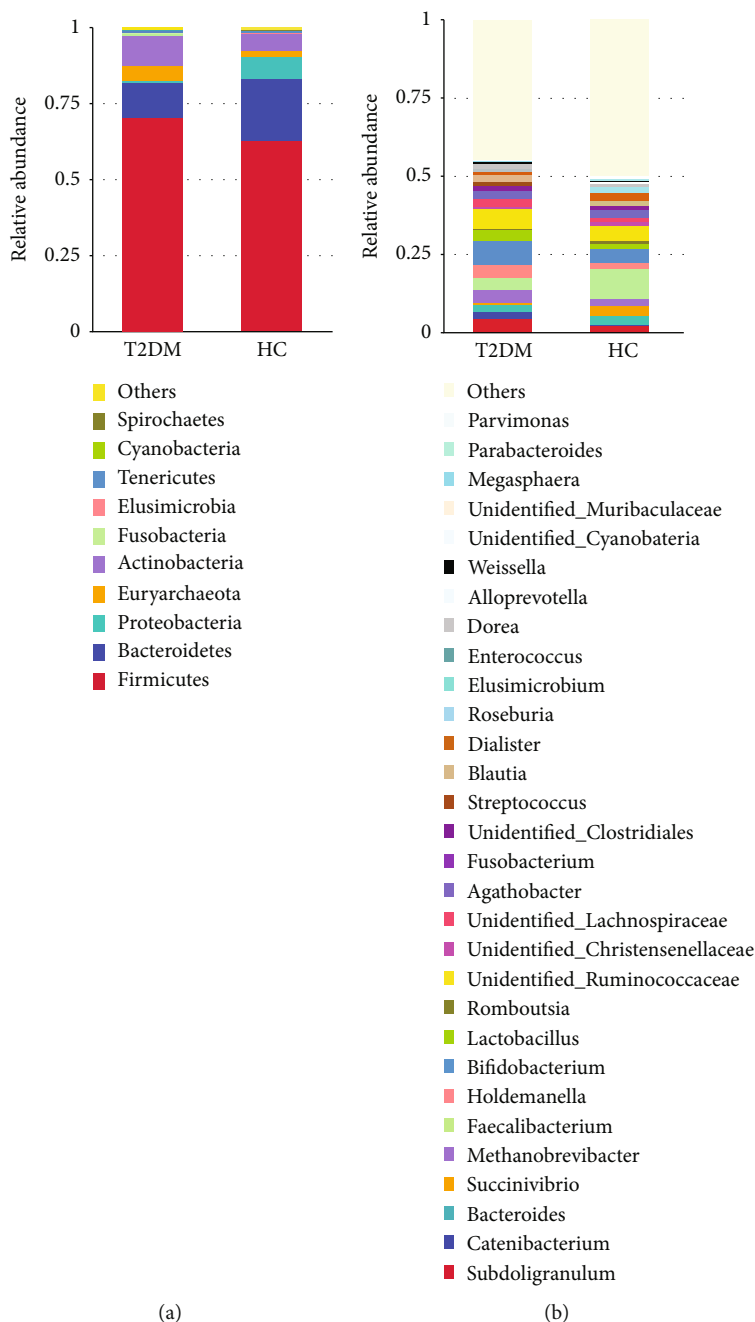 Relative abundance
1
0.75
0.5
0.25
0
T2DM
HC
Others
Spirochaetes
Cyanobacteria
Tenericutes
Elusimicrobia
Fusobacteria
Actinobacteria
Euryarchaeota
Proteobacteria
Bacteroidetes
Firmicutes
(a)
Relative abundance
1
0.75
0.5
0.25
0
T2DM
HC
Others
Parvimonas
Parabacteroides
Megasphaera
Unidentified_Muribaculaceae
Unidentified_Cyanobateria
Weissella
Alloprevotella
Dorea
Enterococcus
Elusimicrobium
Roseburia
Dialister
Blautia
Streptococcus
Unidentified_Clostridiales
Fusobacterium
Agathobacter
Unidentified_Lachnospiraceae
Unidentified_Christensenellaceae
Unidentified_Ruminococcaceae
Romboutsia
Lactobacillus
Bifidobacterium
Holdemanella
Faecalibacterium
Methanobrevibacter
Succinivibrio
Bacteroides
Catenibacterium
Subdoligranulum
(b)